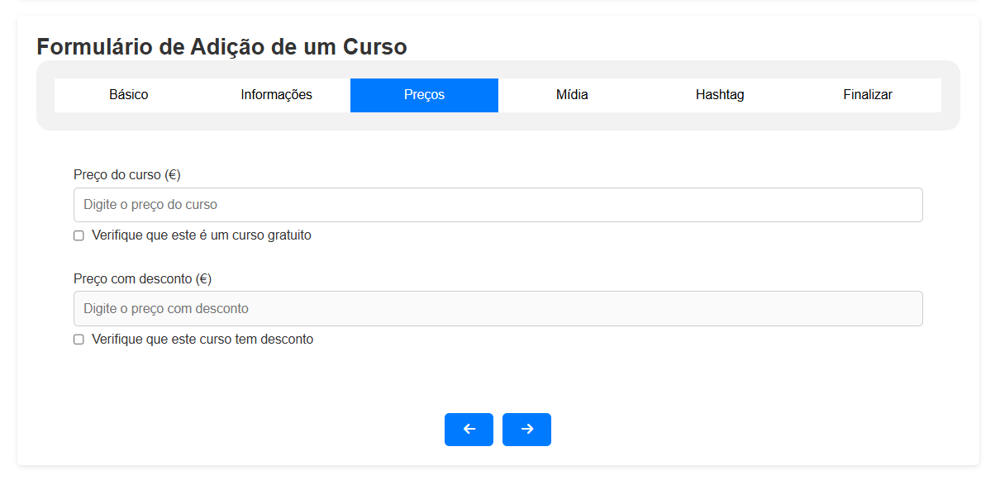 Formulário de Adição de um Curso
Básico Informações Preços Mídia Hashtag Finalizar
Preço do curso (€)
Digite o preço do curso
Verifique que este é um curso gratuito
Preço com desconto (€)
Digite o preço com desconto
Verifique que este curso tem desconto